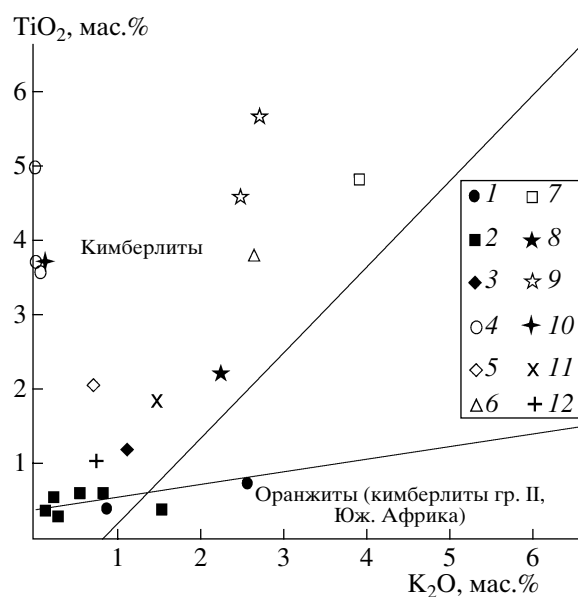 TiO2, мас.%
6
5
4
3
2
1
Кимберлиты
1 7
2 8
3 9
4 10
5 11
6 12
Оранжиты (кимберлиты гр. II,
Юж. Африка)
1 2 3 4 5 6
K2O, мас.%